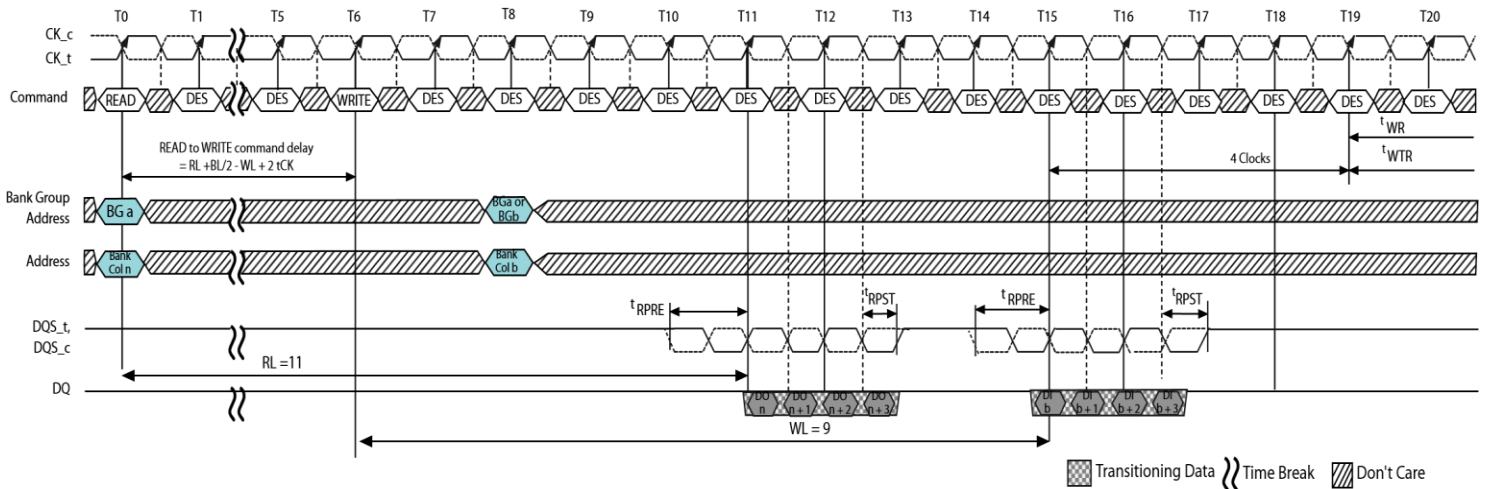 T0 T1 T5 T6 T7 T8 T9 T10 T11 T12 T13 T14 T15 T16 T17 T18 T19 T20
CK_c
CK_t
Command READ DES DES WRITE DES DES DES DES DES DES DES DES DES DES DES DES DES DES
tWR
READ to WRITE command delay
= RL +BL/2 - WL + 2 tCK
4 Clocks
tWTR
Bank Group
Address
BG a
BGa or
BGb
Address
Bank
Col n
Bank
Col b
tRPRE
tRPST
tRPRE
tRPST
DQS_t,
DQS_c
RL =11
DQ
DO
n
DO
n + 1
DO
n + 2
DO
n + 3
DI
b
DI
b + 1
DI
b + 2
DI
b + 3
WL = 9
Transitioning Data
Time Break
Don't Care